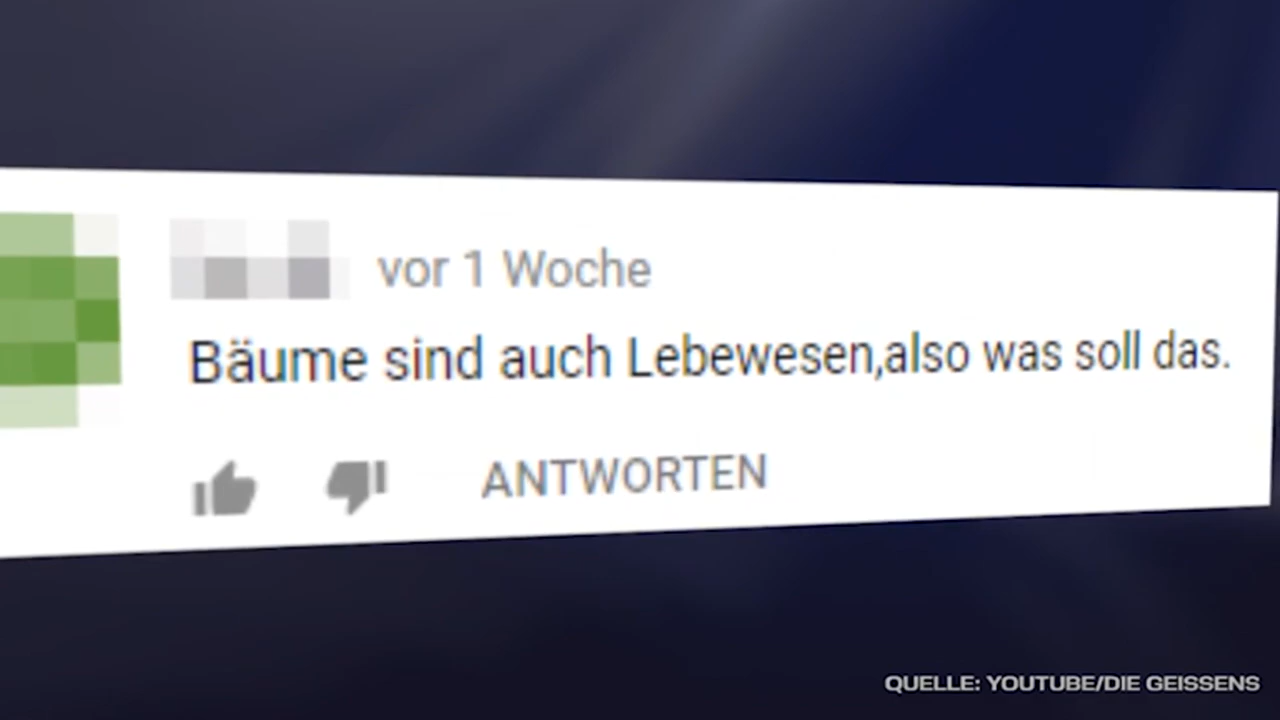 vor 1 Woche
Bäume sind auch Lebewesen,also was soll das.
ANTWORTEN
QUELLE: YOUTUBE/DIE GEISSENS